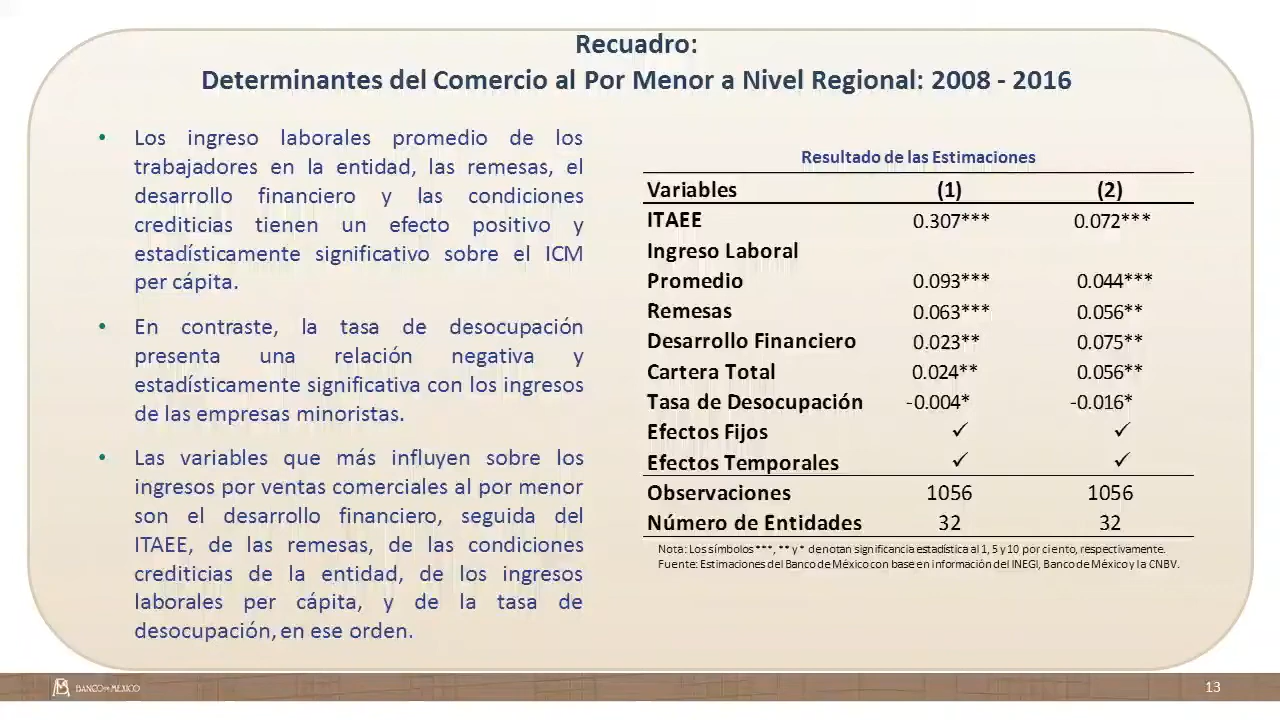 Recuadro:
Determinantes del Comercio al Por Menor a Nivel Regional: 2008 - 2016
• Los ingreso laborales promedio de los
trabajadores en la entidad, las remesas, el
desarrollo financiero y las condiciones
crediticias tienen un efecto positivo y
estadísticamente significativo sobre el ICM
per cápita.
• En contraste, la tasa de desocupación
presenta una relación negativa y
estadísticamente significativa con los ingresos
de las empresas minoristas.
• Las variables que más influyen sobre los
ingresos por ventas comerciales al por menor
son el desarrollo financiero, seguida del
ITAEE, de las remesas, de las condiciones
crediticias de la entidad, de los ingresos
laborales per cápita, y de la tasa de
desocupación, en ese orden.
Resultado de las Estimaciones
Variables (1) (2)
ITAEE 0.307*** 0.072***
Ingreso Laboral
Promedio 0.093*** 0.044***
Remesas 0.063*** 0.056**
Desarrollo Financiero 0.023** 0.075**
Cartera Total 0.024** 0.056**
Tasa de Desocupación -0.004* -0.016*
Efectos Fijos ✓ ✓
Efectos Temporales ✓ ✓
Observaciones 1056 1056
Número de Entidades 32 32
Nota: Los símbolos ***, ** y * denotan significancia estadística al 1, 5 y 10 por ciento, respectivamente.
Fuente: Estimaciones del Banco de México con base en información del INEGI, Banco de México y la CNBV.
BANCO DE MÉXICO
13